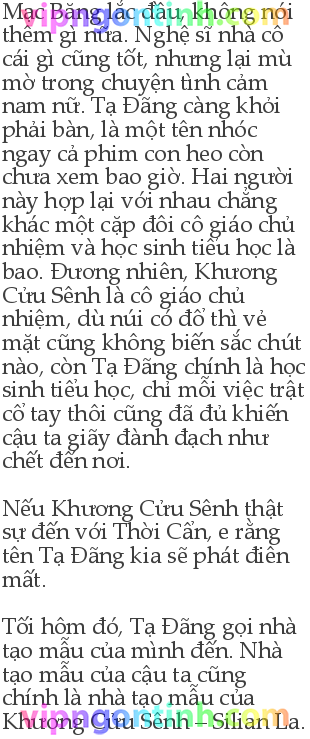 Mạc Băng lắc đầu, không nói
thêm gì nữa. Nghệ sĩ nhà cô
cái gì cũng tốt, nhưng lại mù
mờ trong chuyện tình cảm
nam nữ. Tạ Đãng càng khỏi
phải bàn, là một tên nhóc
ngay cả phim con heo còn
chưa xem bao giờ. Hai người
này hợp lại với nhau chẳng
khác một cặp đôi cô giáo chủ
nhiệm và học sinh tiểu học là
bao. Đương nhiên, Khương
Cửu Sênh là cô giáo chủ
nhiệm, dù núi có đổ thì vẻ
mặt cũng không biến sắc chút
nào, còn Tạ Đãng chính là học
sinh tiểu học, chỉ mỗi việc trật
cổ tay thôi cũng đã đủ khiến
cậu ta giãy đành đạch như
chết đến nơi.
Nếu Khương Cửu Sênh thật
sự đến với Thời Cẩn, e rằng
tên Tạ Đãng kia sẽ phát điên
mất.
Tối hôm đó, Tạ Đãng gọi nhà
tạo mẫu của mình đến. Nhà
tạo mẫu của cậu ta cũng
chính là nhà tạo mẫu của
Khương Cửu Sênh – Silian La.
vipngontinh.com
vipngontinh.com